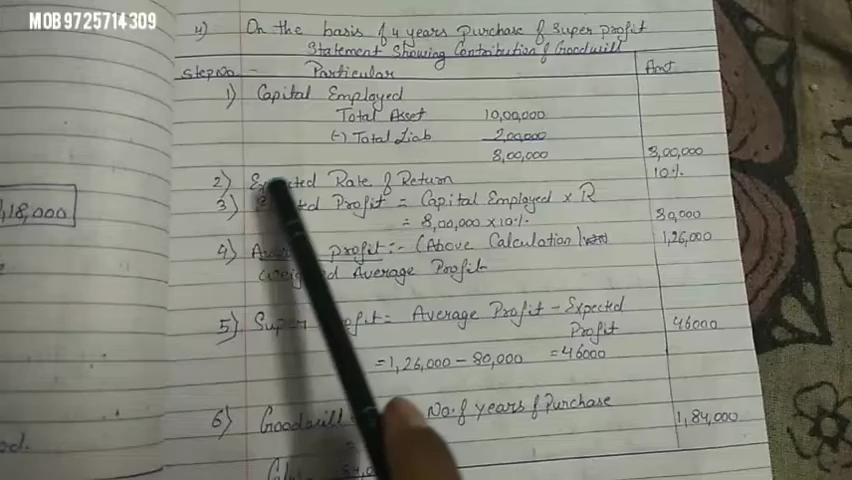 MOB 9725714309
4) On the basis of 4 years purchase of super profit
Statement Showing Contribution of Goodwill
Step No - Particular Amt
1) Capital Employed
Total Asset 10,00,000
(-) Total Liab 2,00,000
8,00,000 8,00,000
2) Expected Rate of Return 10%
3) Profit = Capital Employed × R
= 8,00,000 × 10%. 80,000
4) profit:- (Above Calculation) 1,26,000
Average Profit
1,18,000
5) Super = Average Profit - Expected
Profit 46000
= 1,26,000 - 80,000 = 46000
6) Goodwill No. of years of Purchase
1,84,000